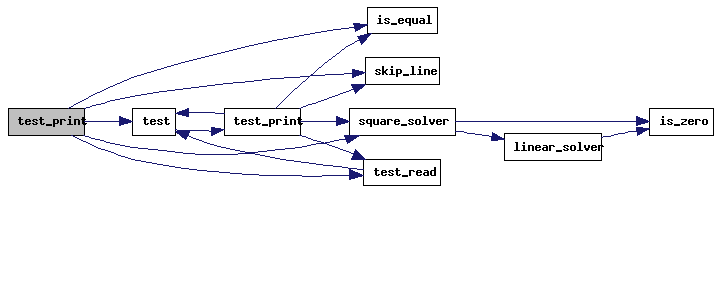 is_equal
skip_line
test_print
test
test_print
square_solver
is_zero
linear_solver
test_read